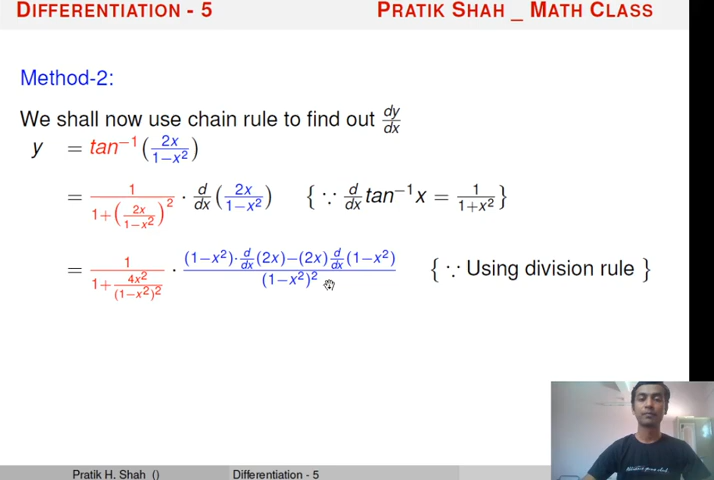 DIFFERENTIATION - 5 PRATIK SHAH _ MATH CLASS
Method-2:
We shall now use chain rule to find out dy/dx
y = tan⁻¹(2x/(1−x²))
= 1/(1+(2x/(1−x²))²) · d/dx(2x/(1−x²)) {∵ d/dx tan⁻¹x = 1/(1+x²)}
= 1/(1+4x²/(1−x²)²) · ((1−x²)·d/dx(2x)−(2x)d/dx(1−x²))/(1−x²)² {∵ Using division rule }
Pratik H. Shah () Differentiation - 5